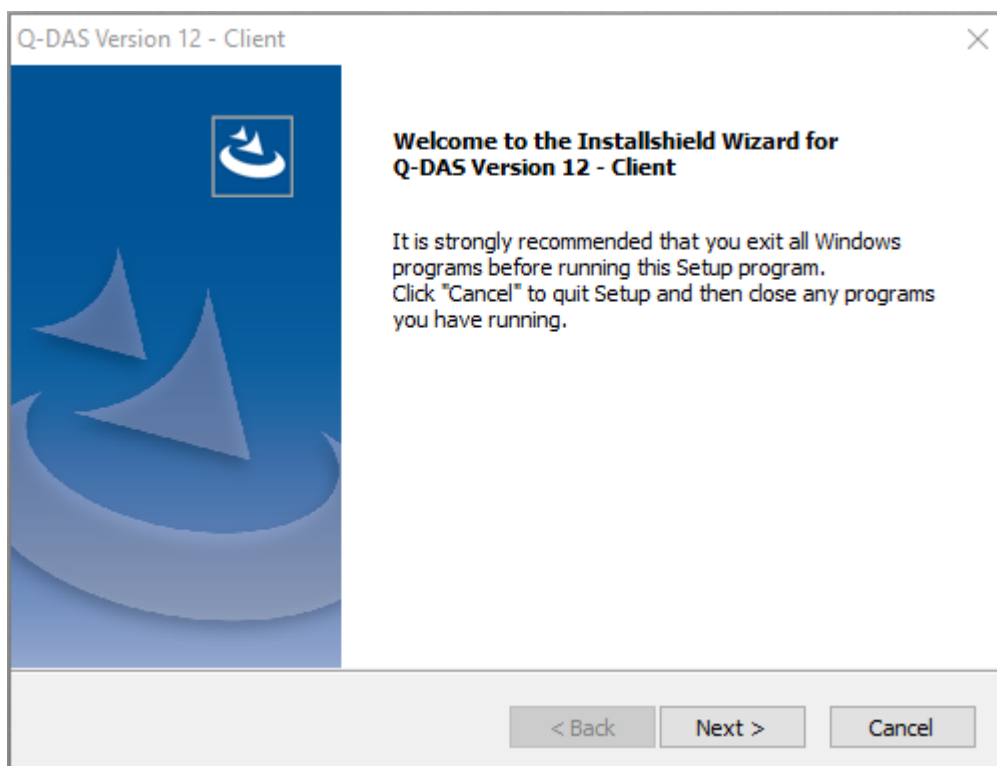 Q-DAS Version 12 - Client
Welcome to the Installshield Wizard for
Q-DAS Version 12 - Client
It is strongly recommended that you exit all Windows
programs before running this Setup program.
Click "Cancel" to quit Setup and then close any programs
you have running.
< Back Next > Cancel